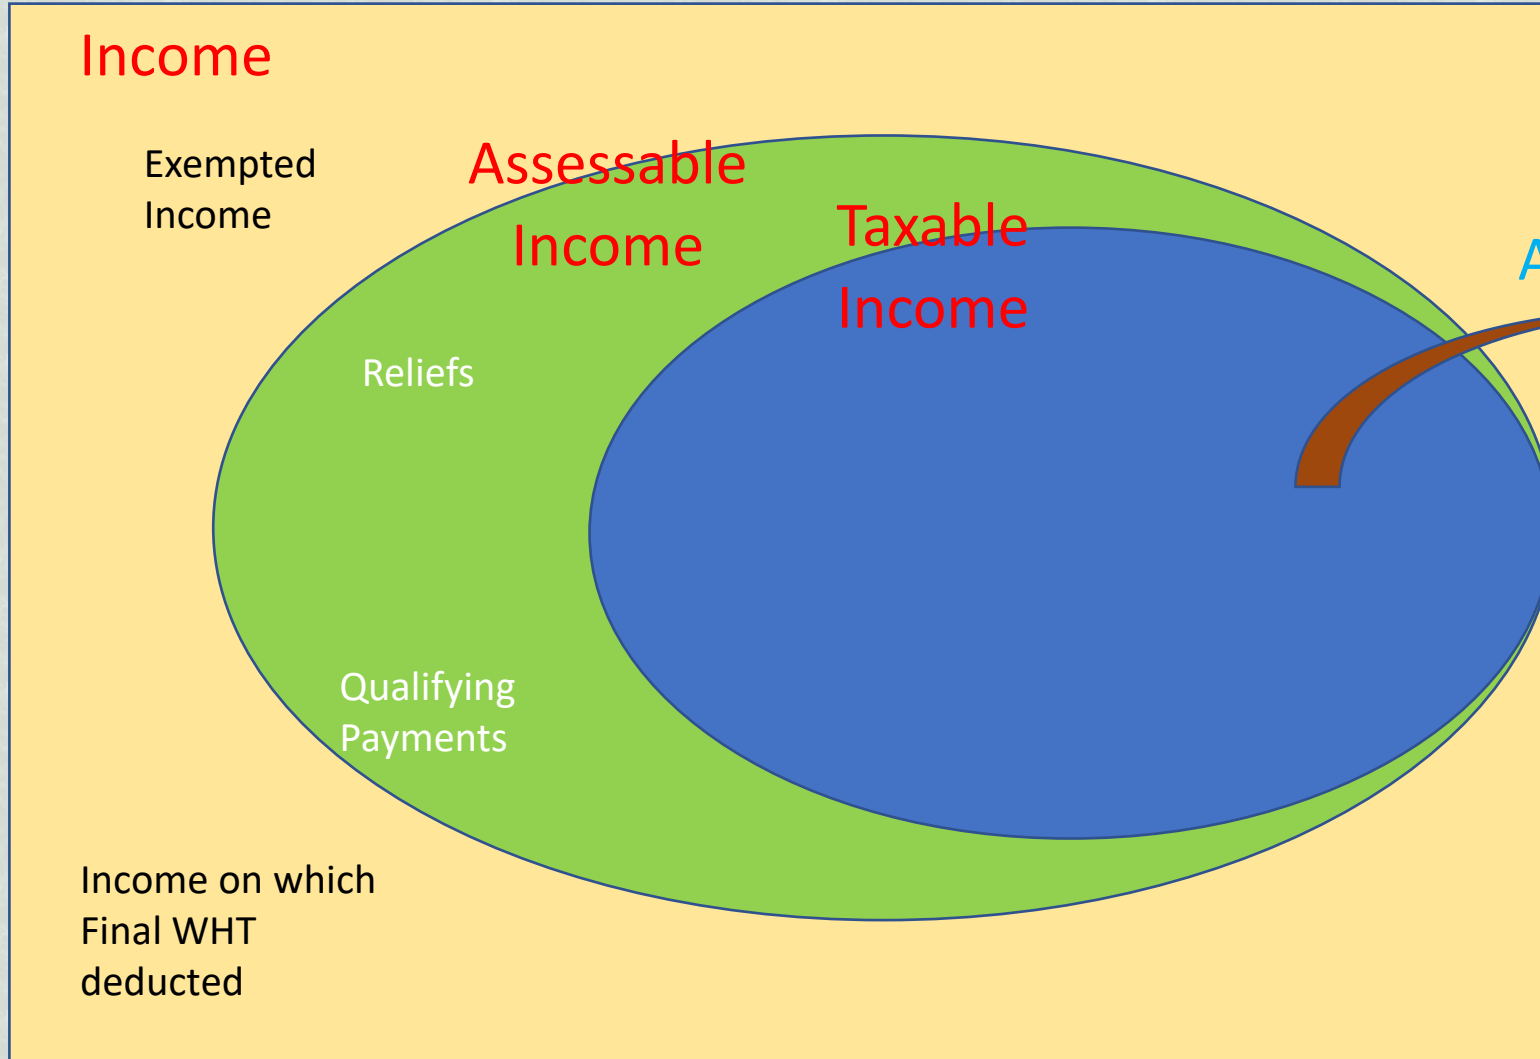 Income
Exempted
Income
Assessable
Income
Taxable
Income
Reliefs
Qualifying
Payments
Income on which
Final WHT
deducted